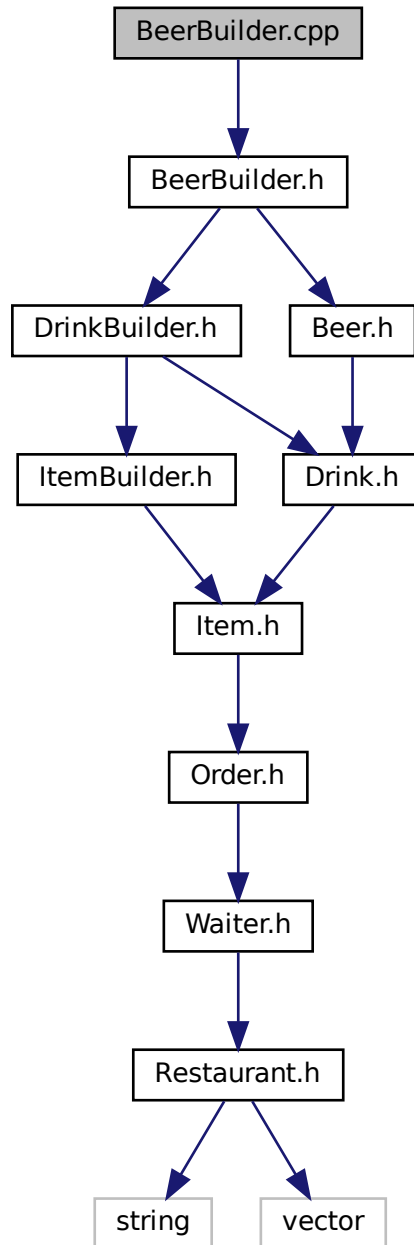 BeerBuilder.cpp
BeerBuilder.h
DrinkBuilder.h
Beer.h
ItemBuilder.h
Drink.h
Item.h
Order.h
Waiter.h
Restaurant.h
string
vector